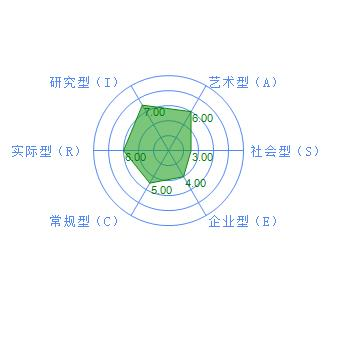 研究型（I）
艺术型（A）
7.00
6.00
实际型（R）
6.00
3.00
社会型（S）
5.00
4.00
常规型（C）
企业型（E）